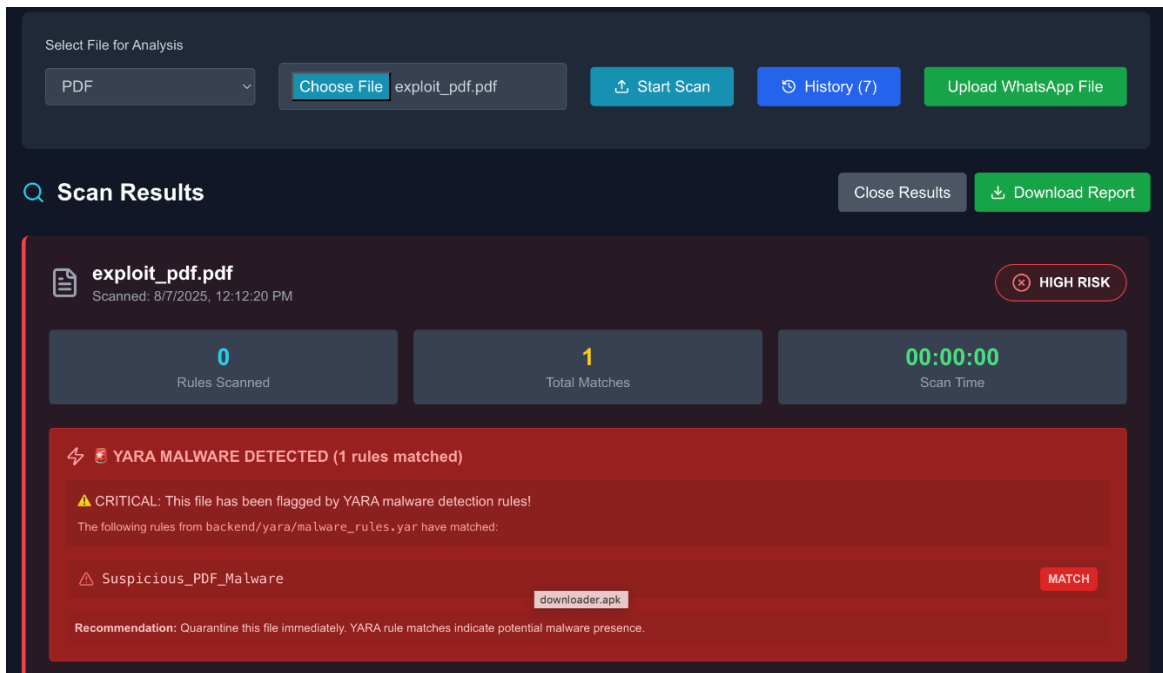 Select File for Analysis
PDF
Choose File exploit_pdf.pdf
Start Scan
History (7)
Upload WhatsApp File
Scan Results
Close Results
Download Report
exploit_pdf.pdf
Scanned: 8/7/2025, 12:12:20 PM
HIGH RISK
0
Rules Scanned
1
Total Matches
00:00:00
Scan Time
YARA MALWARE DETECTED (1 rules matched)
CRITICAL: This file has been flagged by YARA malware detection rules!
The following rules from backend/yara/malware_rules.yar have matched:
Suspicious_PDF_Malware
MATCH
downloader.apk
Recommendation: Quarantine this file immediately. YARA rule matches indicate potential malware presence.